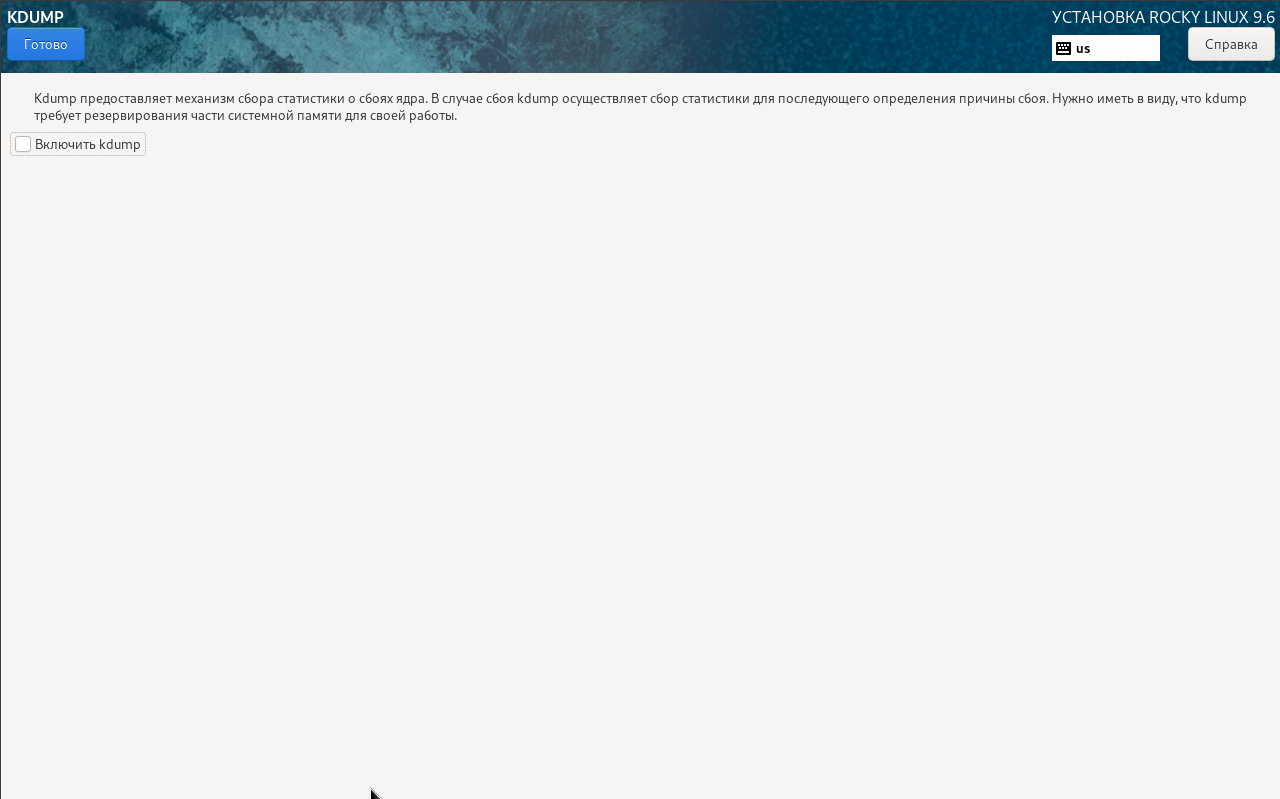 KDUMP
УСТАНОВКА ROCKY LINUX 9.6
Готово
us
Справка
Kdump предоставляет механизм сбора статистики о сбоях ядра. В случае сбоя kdump осуществляет сбор статистики для последующего определения причины сбоя. Нужно иметь в виду, что kdump
требует резервирования части системной памяти для своей работы.
Включить kdump